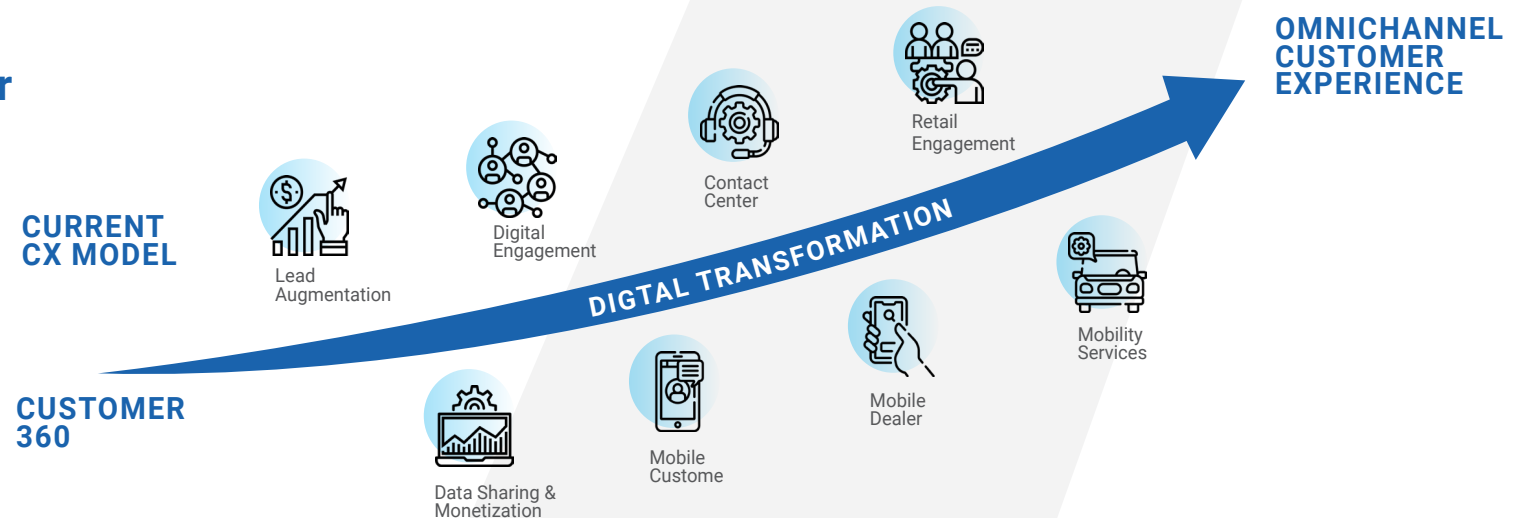 r
OMNICHANNEL
CUSTOMER
EXPERIENCE
Retail
Engagement
Contact
Center
Digital
Engagement
CURRENT
CX MODEL
Lead
Augmentation
DIGTAL TRANSFORMATION
Mobility
Services
CUSTOMER
360
Mobile
Dealer
Mobile
Custome
Data Sharing &
Monetization